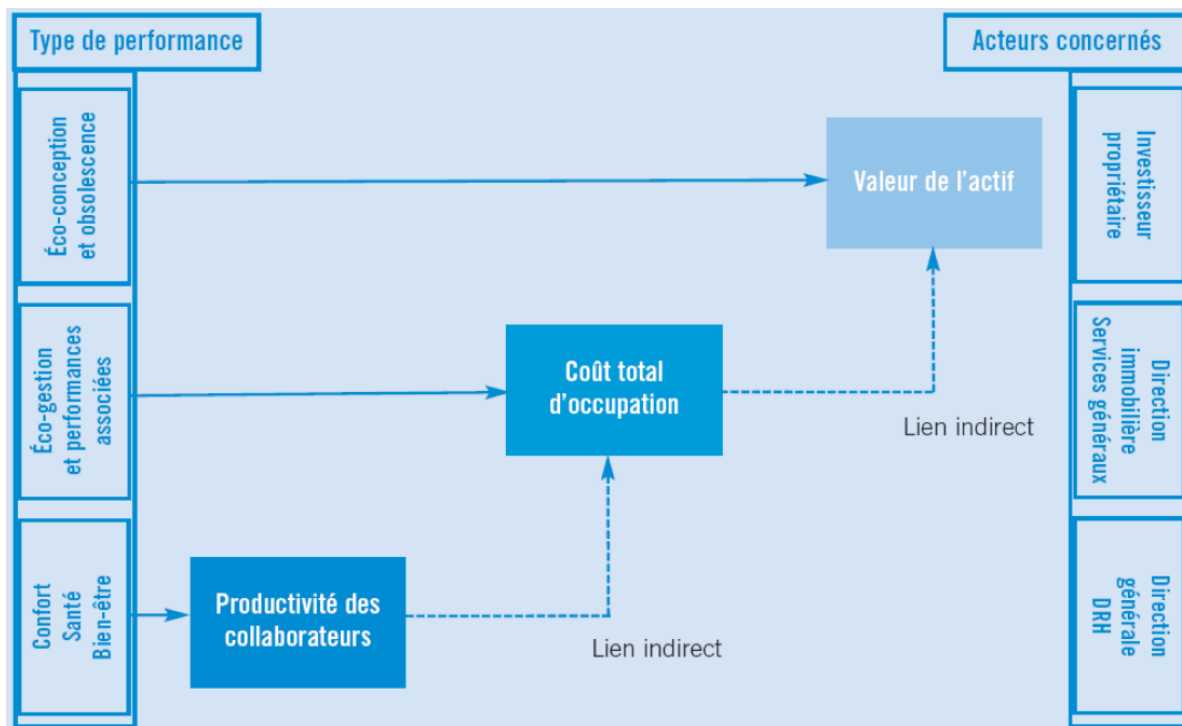 Type de performance
Acteurs concernés
Éco-conception
et obsolescence
Valeur de l'actif
Investisseur
propriétaire
Éco-gestion
et performances
associées
Coût total
d'occupation
Lien indirect
Direction
immobilière
Services généraux
Confort
Santé
Bien-être
Productivité des
collaborateurs
Lien indirect
Direction
générale
DRH